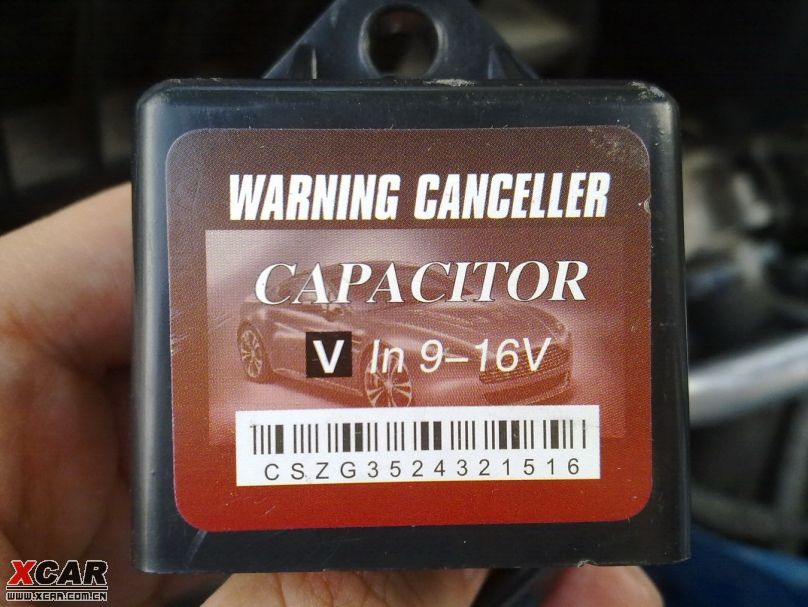 WARNING CANCELLER
CAPACITOR
V In 9-16V
CSZG3524321516
XCAR
WWW.XCAR.COM.CN